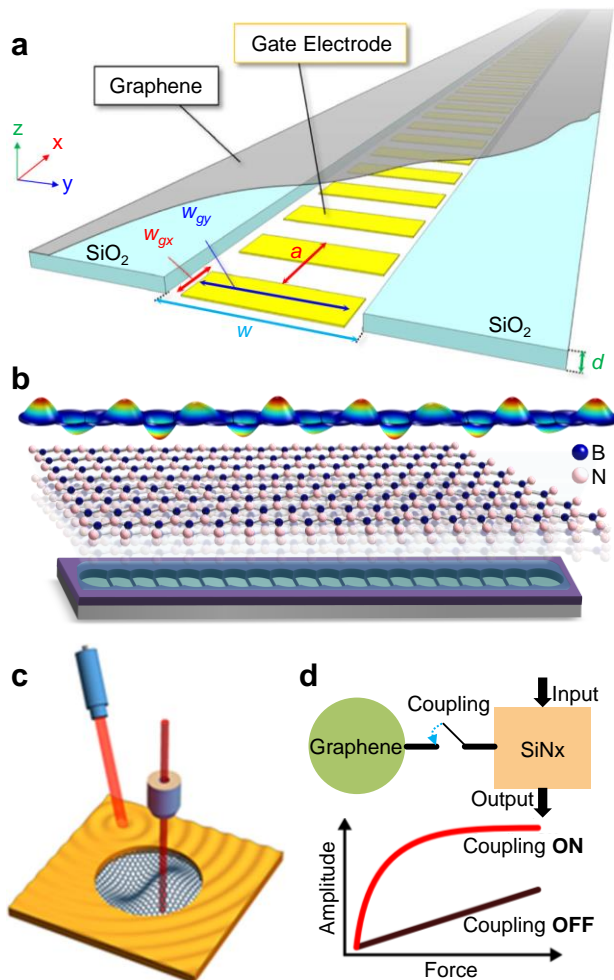 a
Graphene
Gate Electrode
z
x
y
SiO2
wgx
wgy
a
w
SiO2
d
b
B
N
c
d
Coupling
Input
Graphene
SiNx
Output
Amplitude
Coupling ON
Coupling OFF
Force